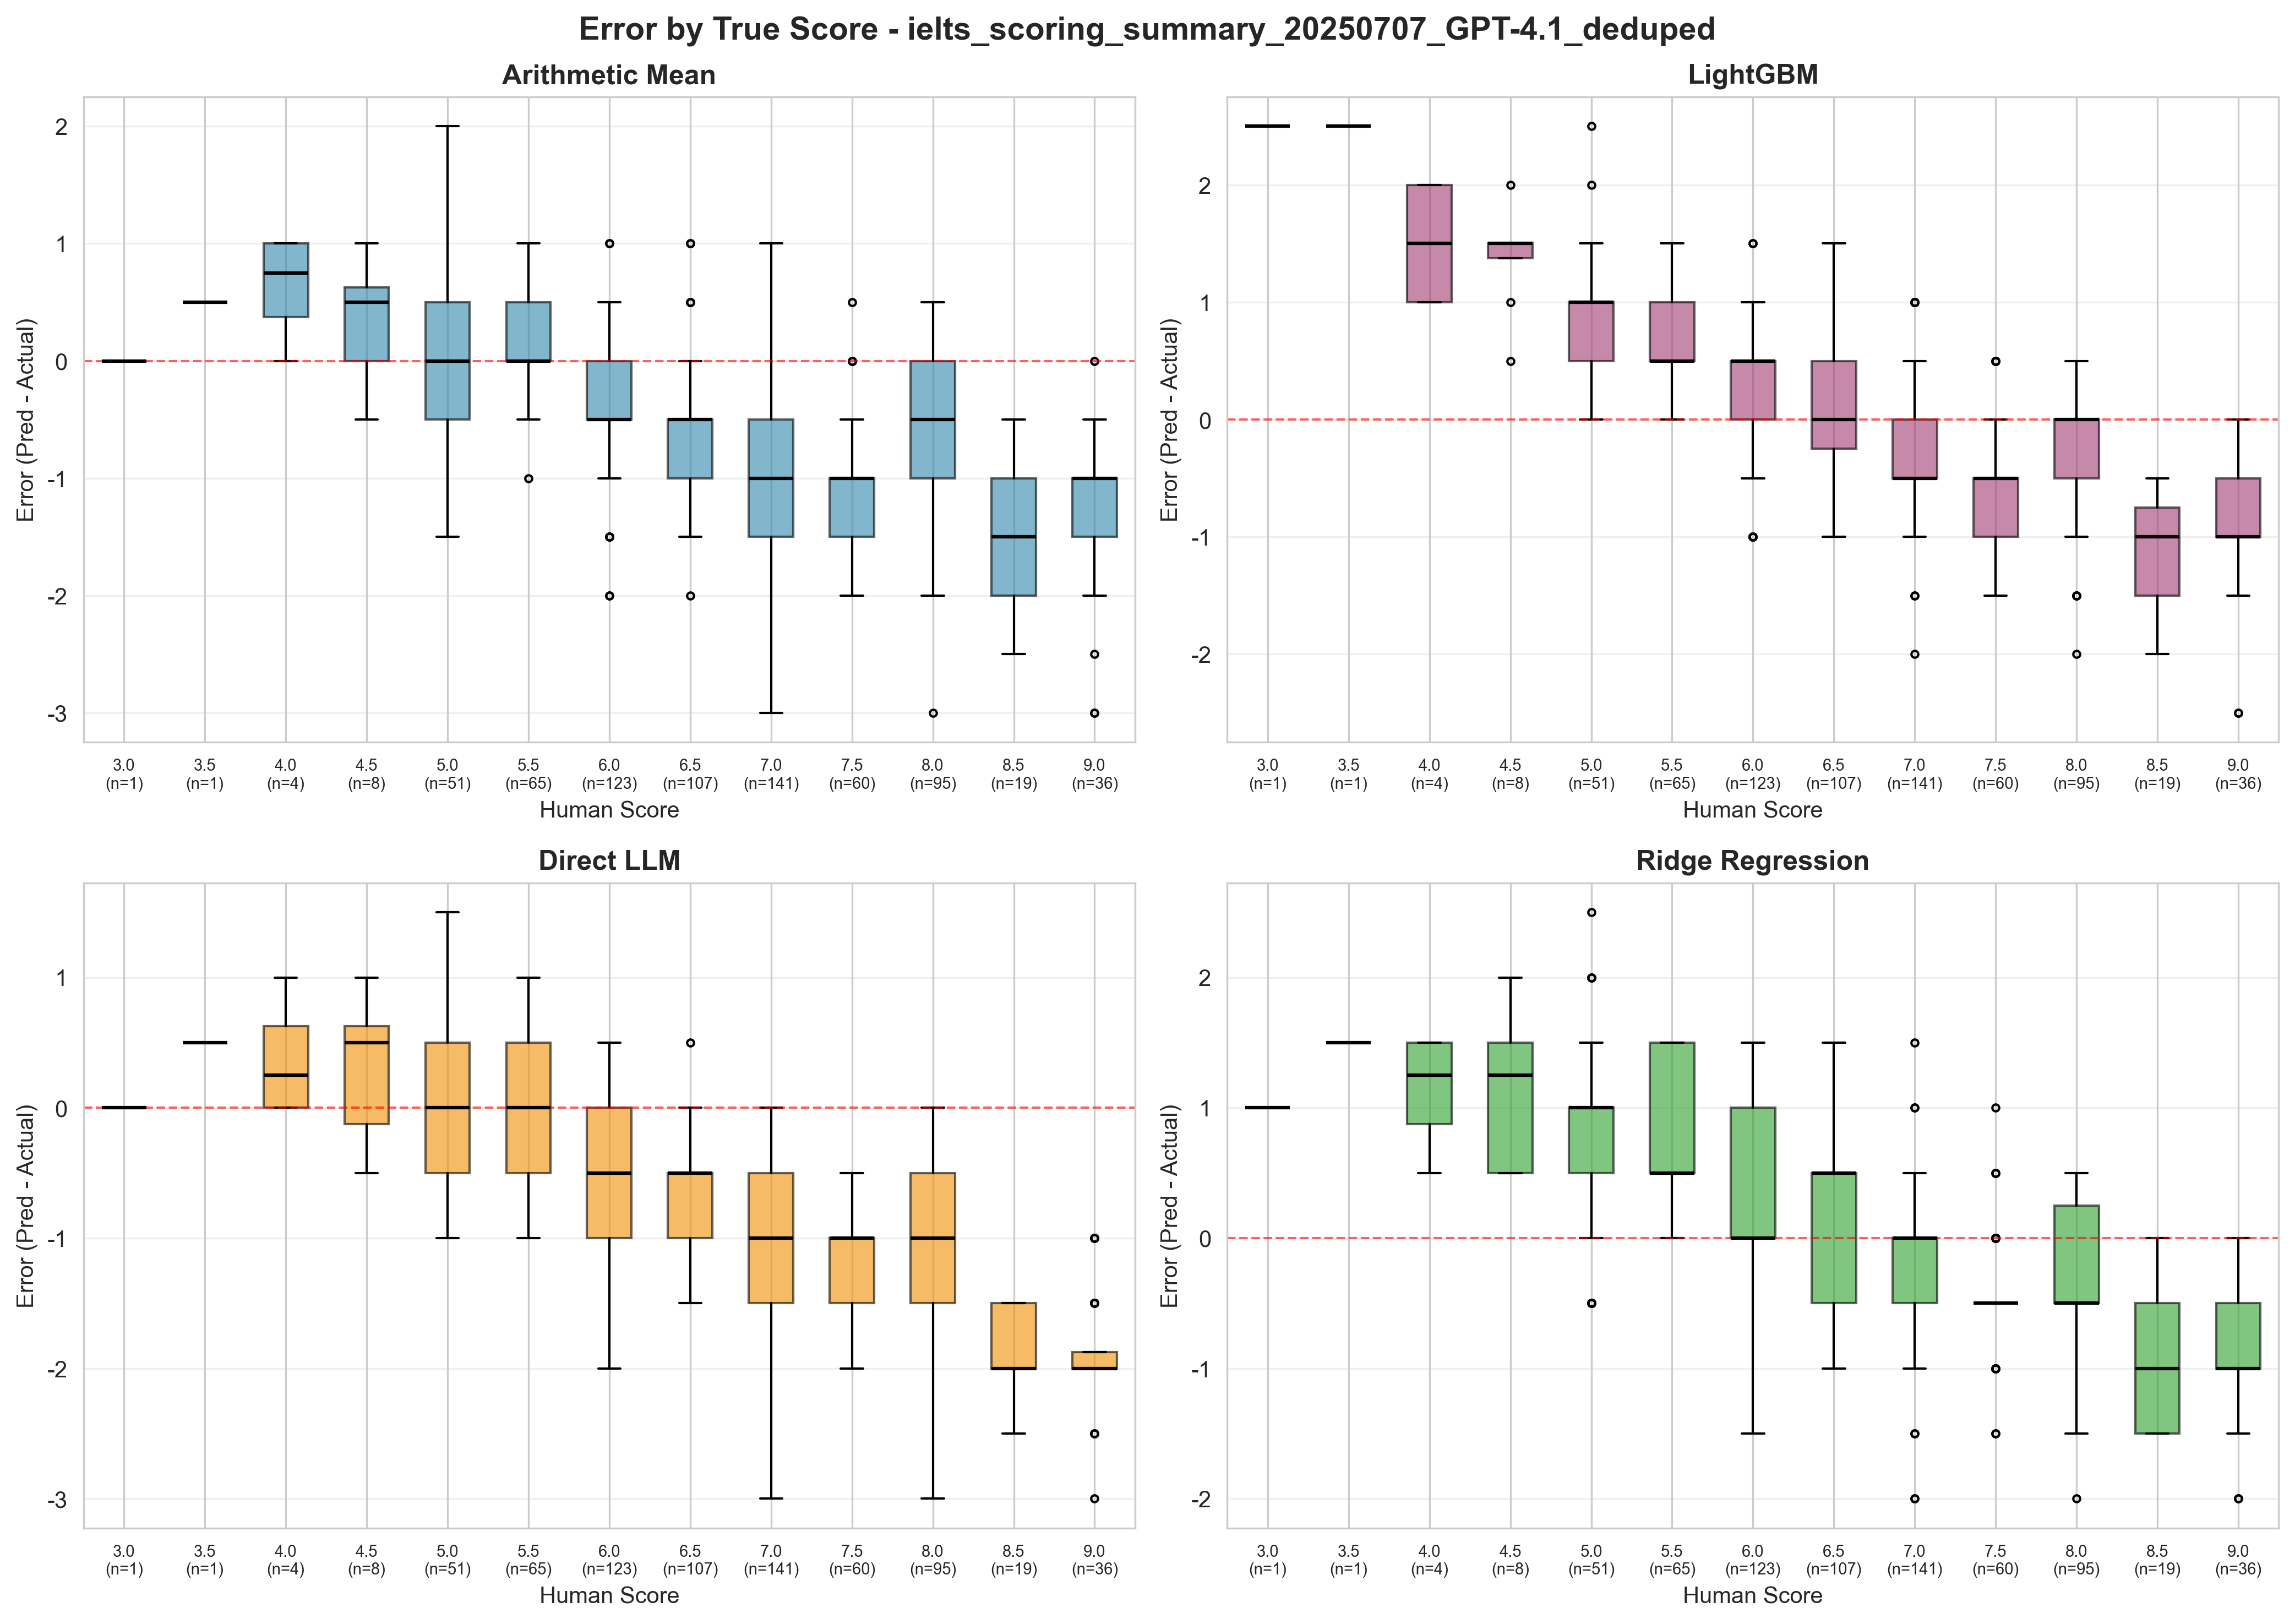 Error by True Score - ielts_scoring_summary_20250707_GPT-4.1_deduped
Arithmetic Mean
Error (Pred - Actual)
2
1
0
-1
-2
-3
3.0 3.5 4.0 4.5 5.0 5.5 6.0 6.5 7.0 7.5 8.0 8.5 9.0
(n=1) (n=1) (n=4) (n=8) (n=51) (n=65) (n=123) (n=107) (n=141) (n=60) (n=95) (n=19) (n=36)
Human Score
LightGBM
Error (Pred - Actual)
2
1
0
-1
-2
3.0 3.5 4.0 4.5 5.0 5.5 6.0 6.5 7.0 7.5 8.0 8.5 9.0
(n=1) (n=1) (n=4) (n=8) (n=51) (n=65) (n=123) (n=107) (n=141) (n=60) (n=95) (n=19) (n=36)
Human Score
Direct LLM
Error (Pred - Actual)
1
0
-1
-2
-3
3.0 3.5 4.0 4.5 5.0 5.5 6.0 6.5 7.0 7.5 8.0 8.5 9.0
(n=1) (n=1) (n=4) (n=8) (n=51) (n=65) (n=123) (n=107) (n=141) (n=60) (n=95) (n=19) (n=36)
Human Score
Ridge Regression
Error (Pred - Actual)
2
1
0
-1
-2
3.0 3.5 4.0 4.5 5.0 5.5 6.0 6.5 7.0 7.5 8.0 8.5 9.0
(n=1) (n=1) (n=4) (n=8) (n=51) (n=65) (n=123) (n=107) (n=141) (n=60) (n=95) (n=19) (n=36)
Human Score